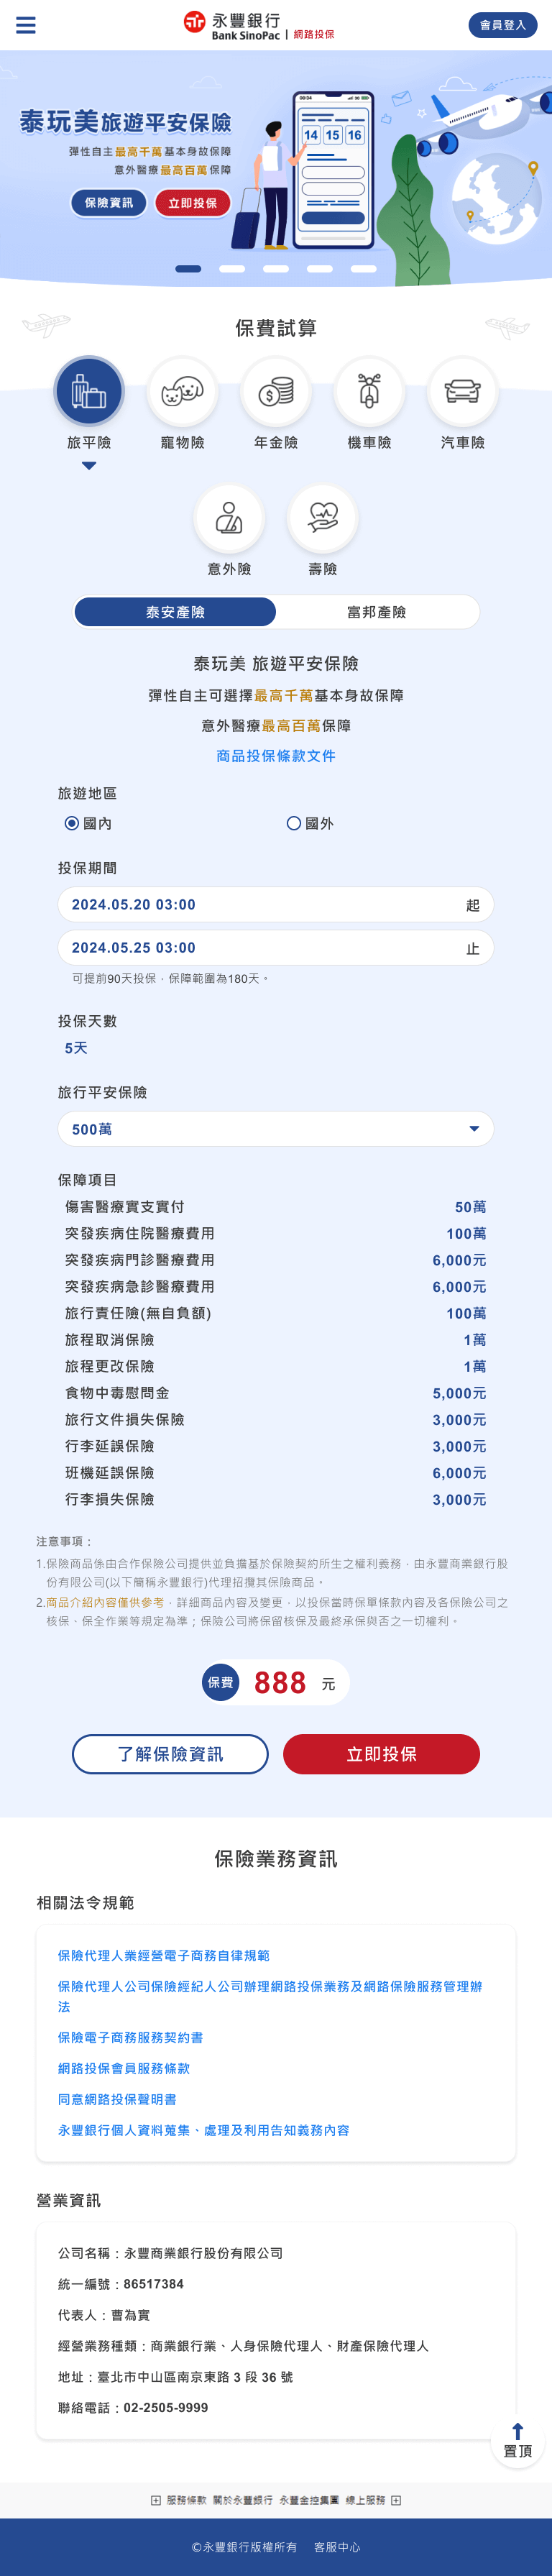 永豐銀行
Bank SinoPac | 網路投保
會員登入
泰玩美旅遊平安保險
彈性自主最高千萬基本身故保障
意外醫療最高百萬保障
保險資訊 立即投保
14 15 16
保費試算
旅平險 寵物險 年金險 機車險 汽車險
意外險 壽險
泰安產險 富邦產險
泰玩美 旅遊平安保險
彈性自主可選擇最高千萬基本身故保障
意外醫療最高百萬保障
商品投保條款文件
旅遊地區
國內 國外
投保期間
2024.05.20 03:00 起
2024.05.25 03:00 止
可提前90天投保，保障範圍為180天。
投保天數
5天
旅行平安保險
500萬
保障項目
傷害醫療實支實付 50萬
突發疾病住院醫療費用 100萬
突發疾病門診醫療費用 6,000元
突發疾病急診醫療費用 6,000元
旅行責任險(無自負額) 100萬
旅程取消保險 1萬
旅程更改保險 1萬
食物中毒慰問金 5,000元
旅行文件損失保險 3,000元
行李延誤保險 3,000元
班機延誤保險 6,000元
行李損失保險 3,000元
注意事項：
1.保險商品係由合作保險公司提供並負擔基於保險契約所生之權利義務，由永豐商業銀行股
份有限公司(以下簡稱永豐銀行)代理招攬其保險商品。
2.商品介紹內容僅供參考，詳細商品內容及變更，以投保當時保單條款內容及各保險公司之
核保、保全作業等規定為準；保險公司將保留核保及最終承保與否之一切權利。
保費 888 元
了解保險資訊 立即投保
保險業務資訊
相關法令規範
保險代理人業經營電子商務自律規範
保險代理人公司保險經紀人公司辦理網路投保業務及網路保險服務管理辦
法
保險電子商務服務契約書
網路投保會員服務條款
同意網路投保聲明書
永豐銀行個人資料蒐集、處理及利用告知義務內容
營業資訊
公司名稱：永豐商業銀行股份有限公司
統一編號：86517384
代表人：曹為實
經營業務種類：商業銀行業、人身保險代理人、財產保險代理人
地址：臺北市中山區南京東路 3 段 36 號
聯絡電話：02-2505-9999
置頂
服務條款 關於永豐銀行 永豐金控集團 線上服務
©永豐銀行版權所有 客服中心